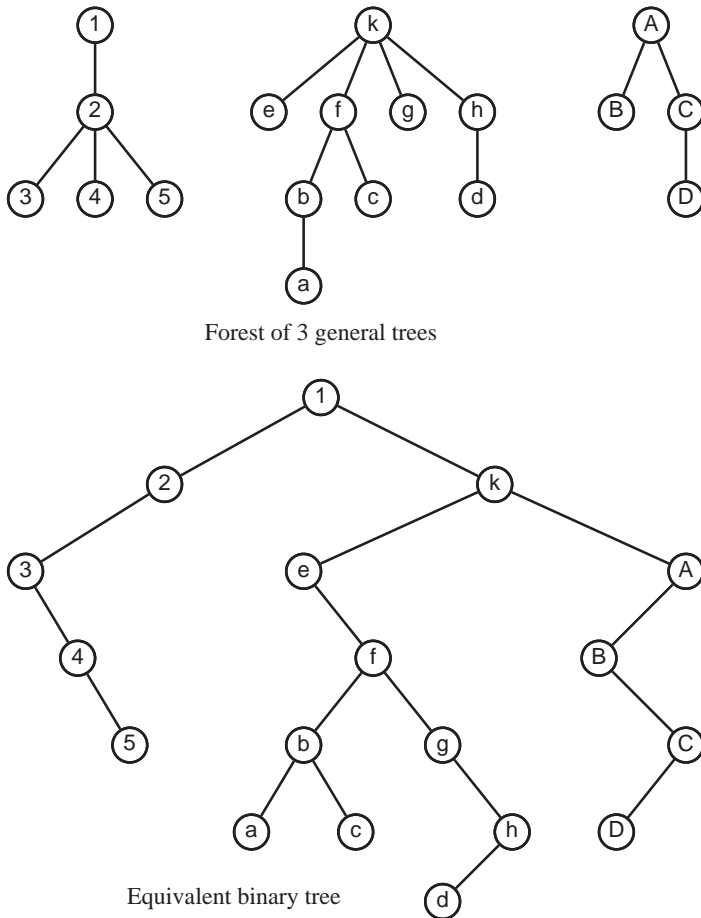 1 k A
2 e f g h B C
3 4 5 b c d D
a
Forest of 3 general trees
1
2 k
3 e A
4 f B
5 b g C
a c h D
Equivalent binary tree d